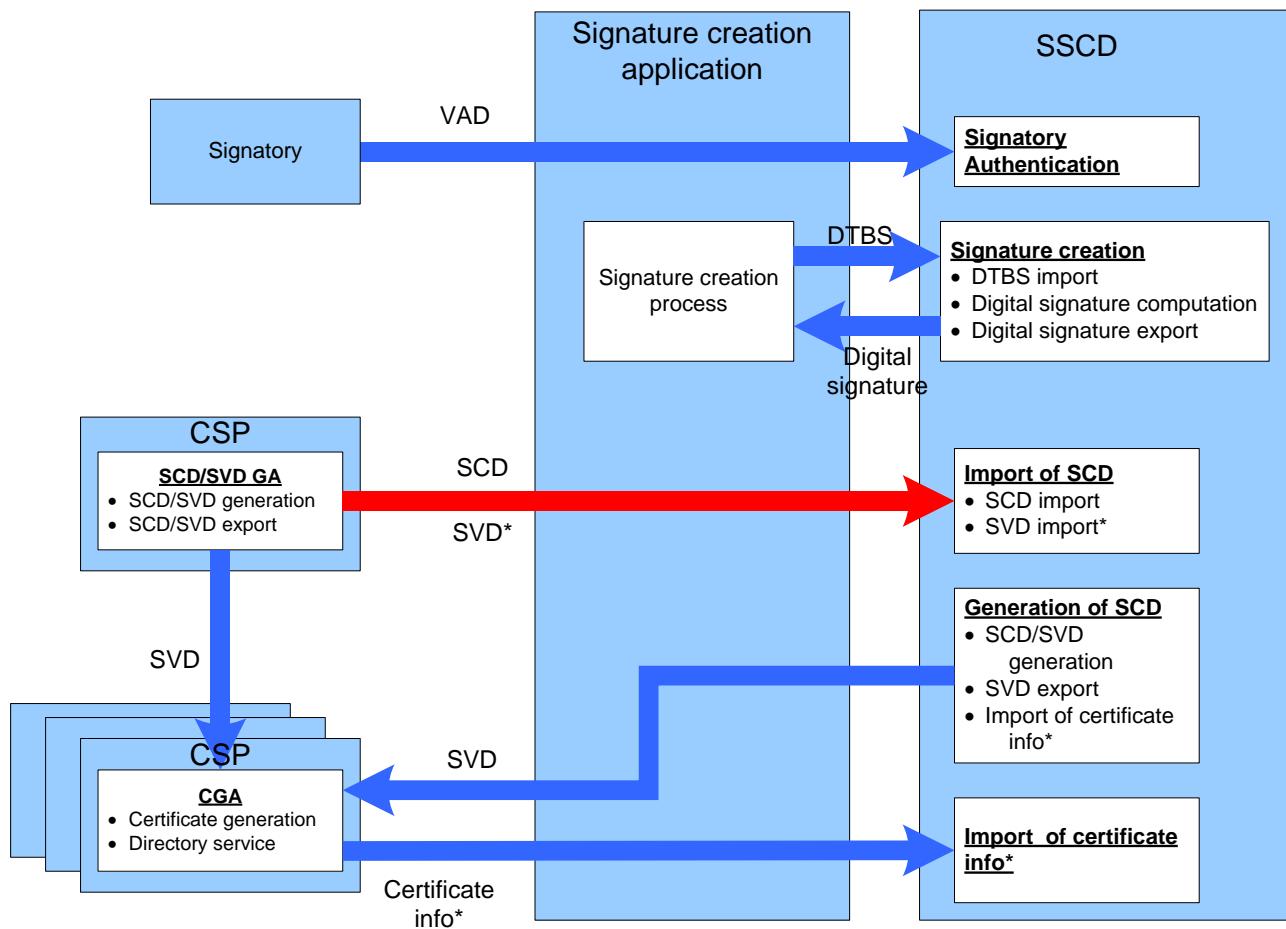 Signature creation
application
SSCD
VAD
Signatory
Signatory
Authentication
DTBS
Signature creation
process
Signature creation
• DTBS import
• Digital signature computation
• Digital signature export
Digital
signature
CSP
SCD/SVD GA
• SCD/SVD generation
• SCD/SVD export
SCD
SVD*
Import of SCD
• SCD import
• SVD import*
SVD
Generation of SCD
• SCD/SVD
generation
• SVD export
• Import of certificate
info*
CSP
SVD
CGA
• Certificate generation
• Directory service
Import of certificate
info*
Certificate
info*